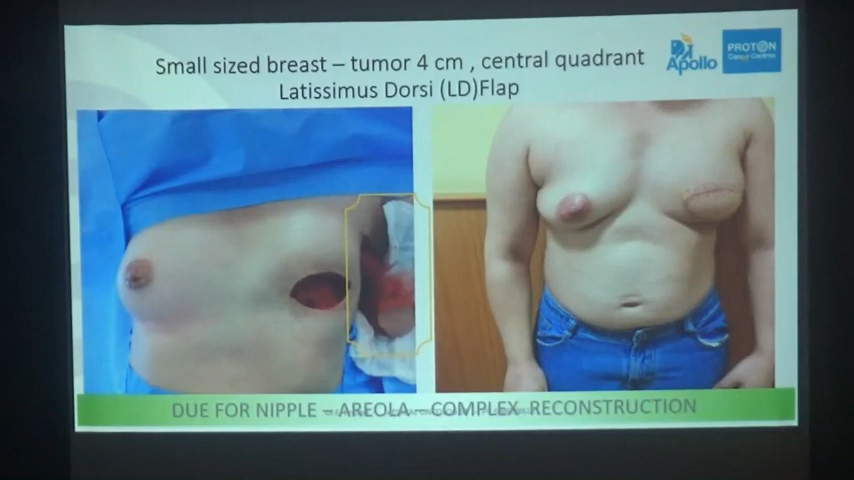 Small sized breast – tumor 4 cm , central quadrant
Latissimus Dorsi (LD)Flap
Apollo
PROTON
Cancer Centres
DUE FOR NIPPLE – AREOLA – COMPLEX RECONSTRUCTION